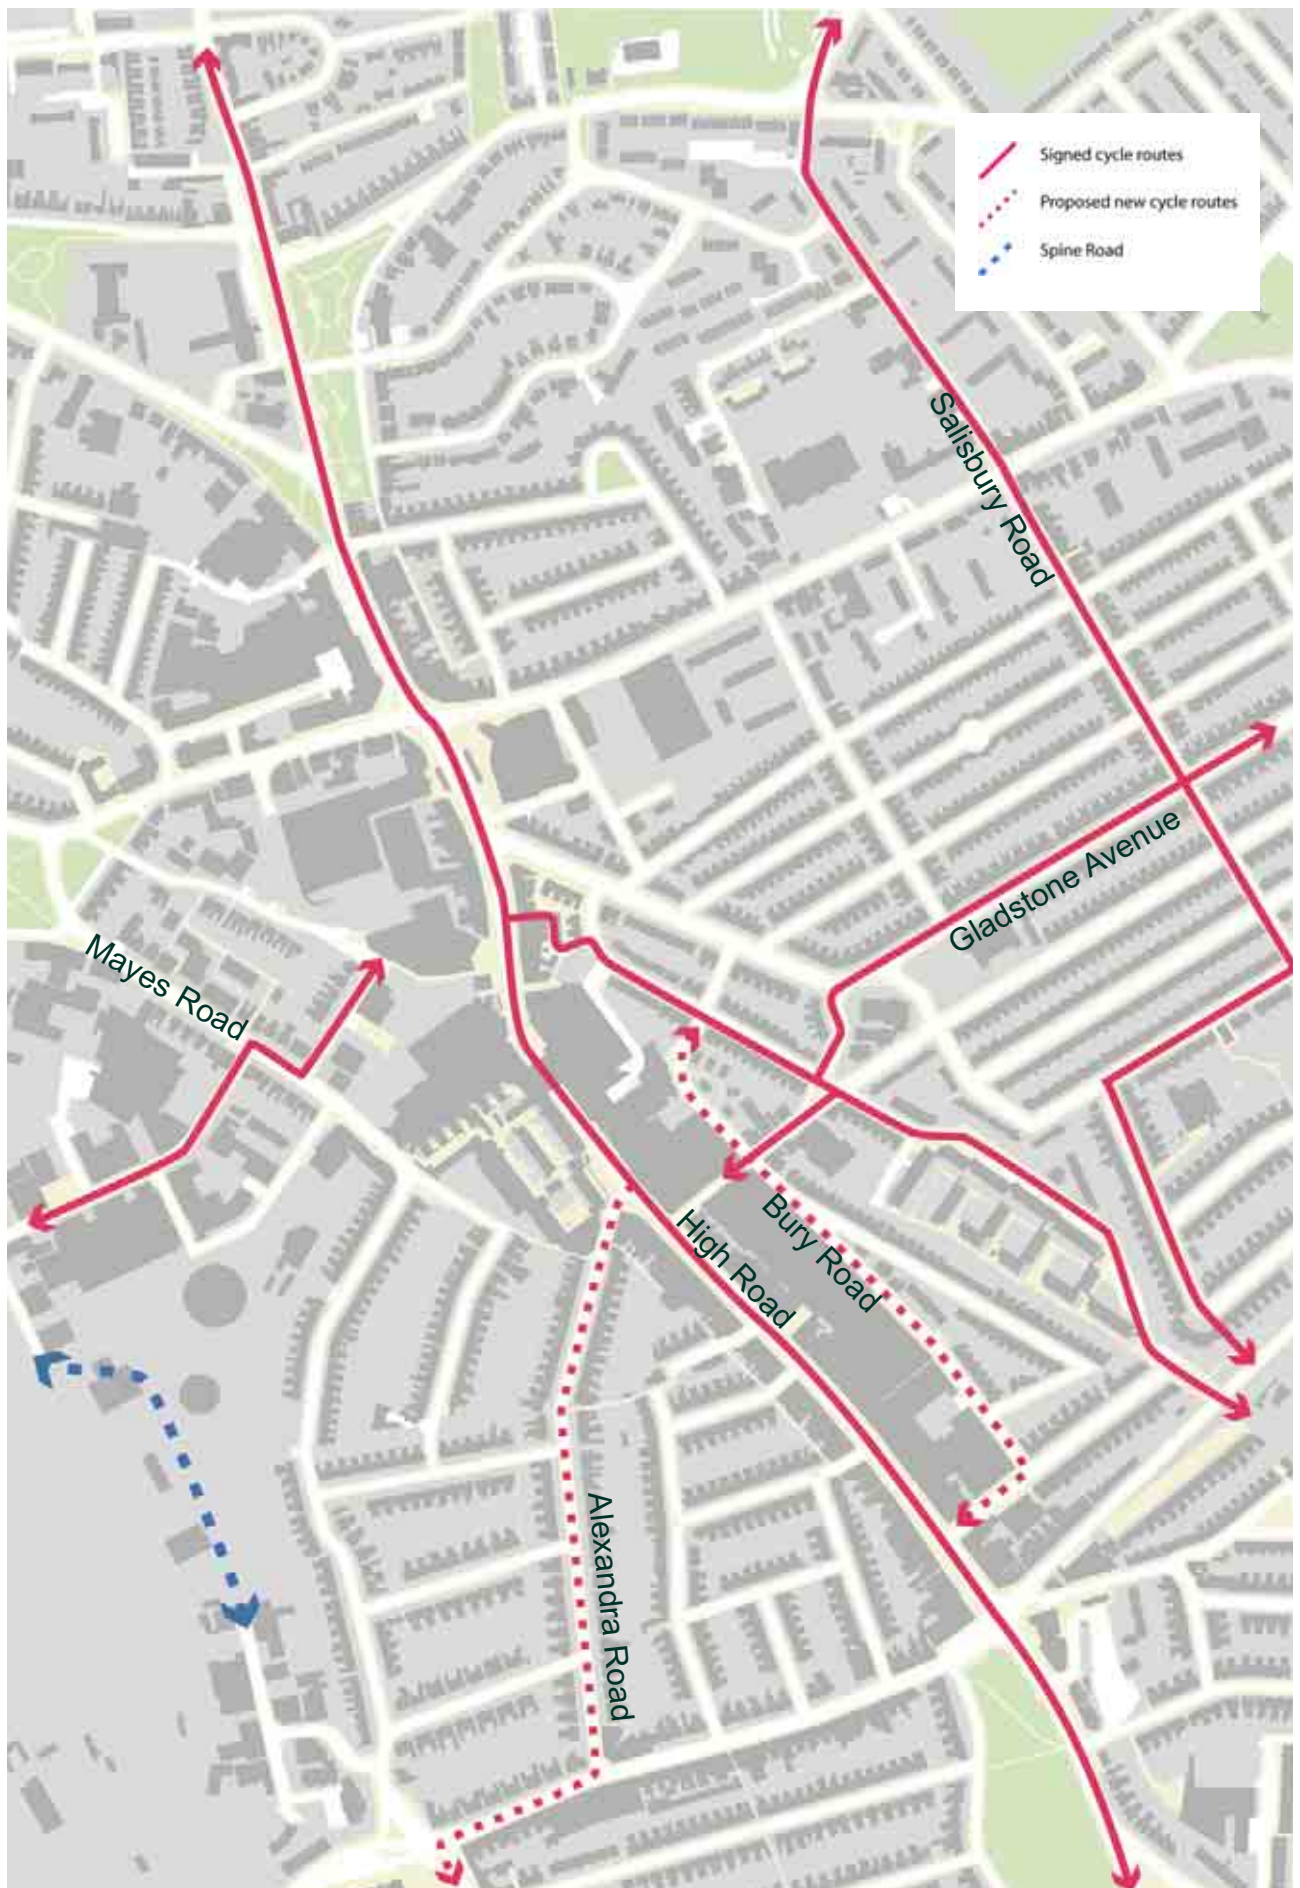 Signed cycle routes
Proposed new cycle routes
Spine Road
Salisbury Road
Gladstone Avenue
Mayes Road
Bury Road
High Road
Alexandra Road